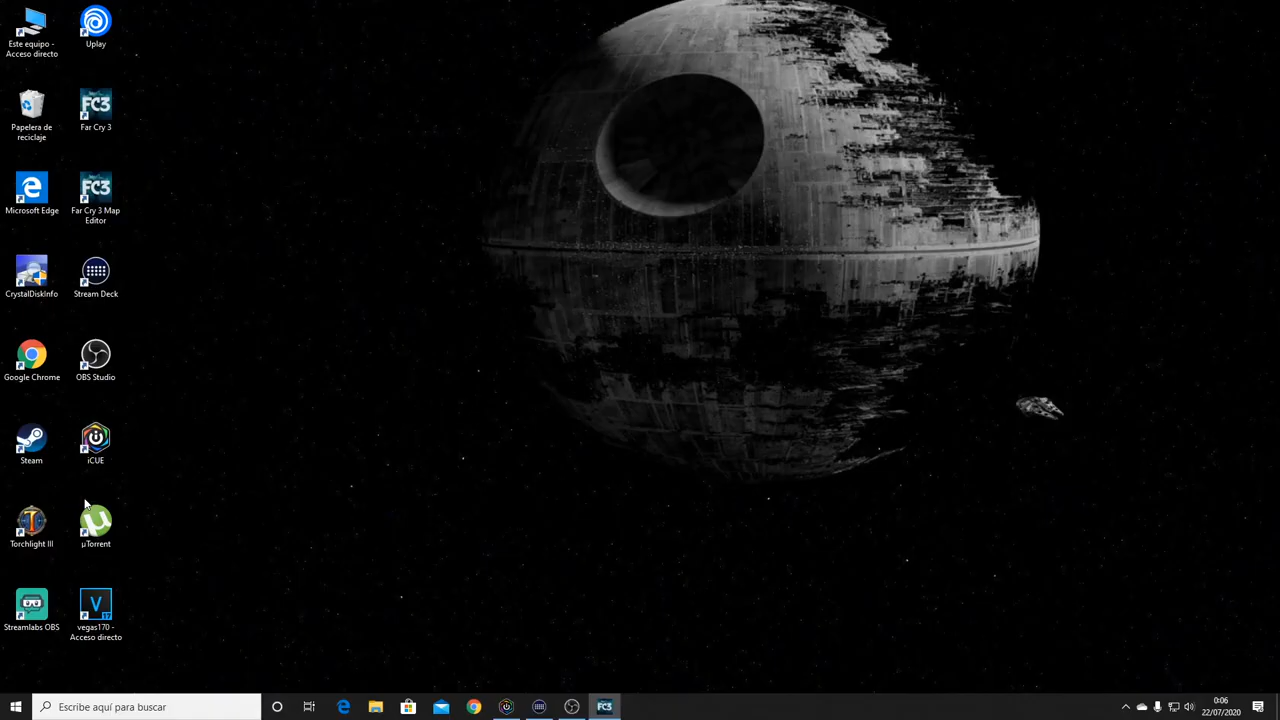 Este equipo -
Acceso directo
Uplay
Papelera de
reciclaje
FC3
Far Cry 3
Microsoft Edge
FC3
Far Cry 3 Map
Editor
CrystalDiskInfo
Stream Deck
Google Chrome
OBS Studio
Steam
iCUE
Torchlight III
µTorrent
Streamlabs OBS
V
17
vegas170 -
Acceso directo
Escribe aquí para buscar
FC3
0:06
22/07/2020